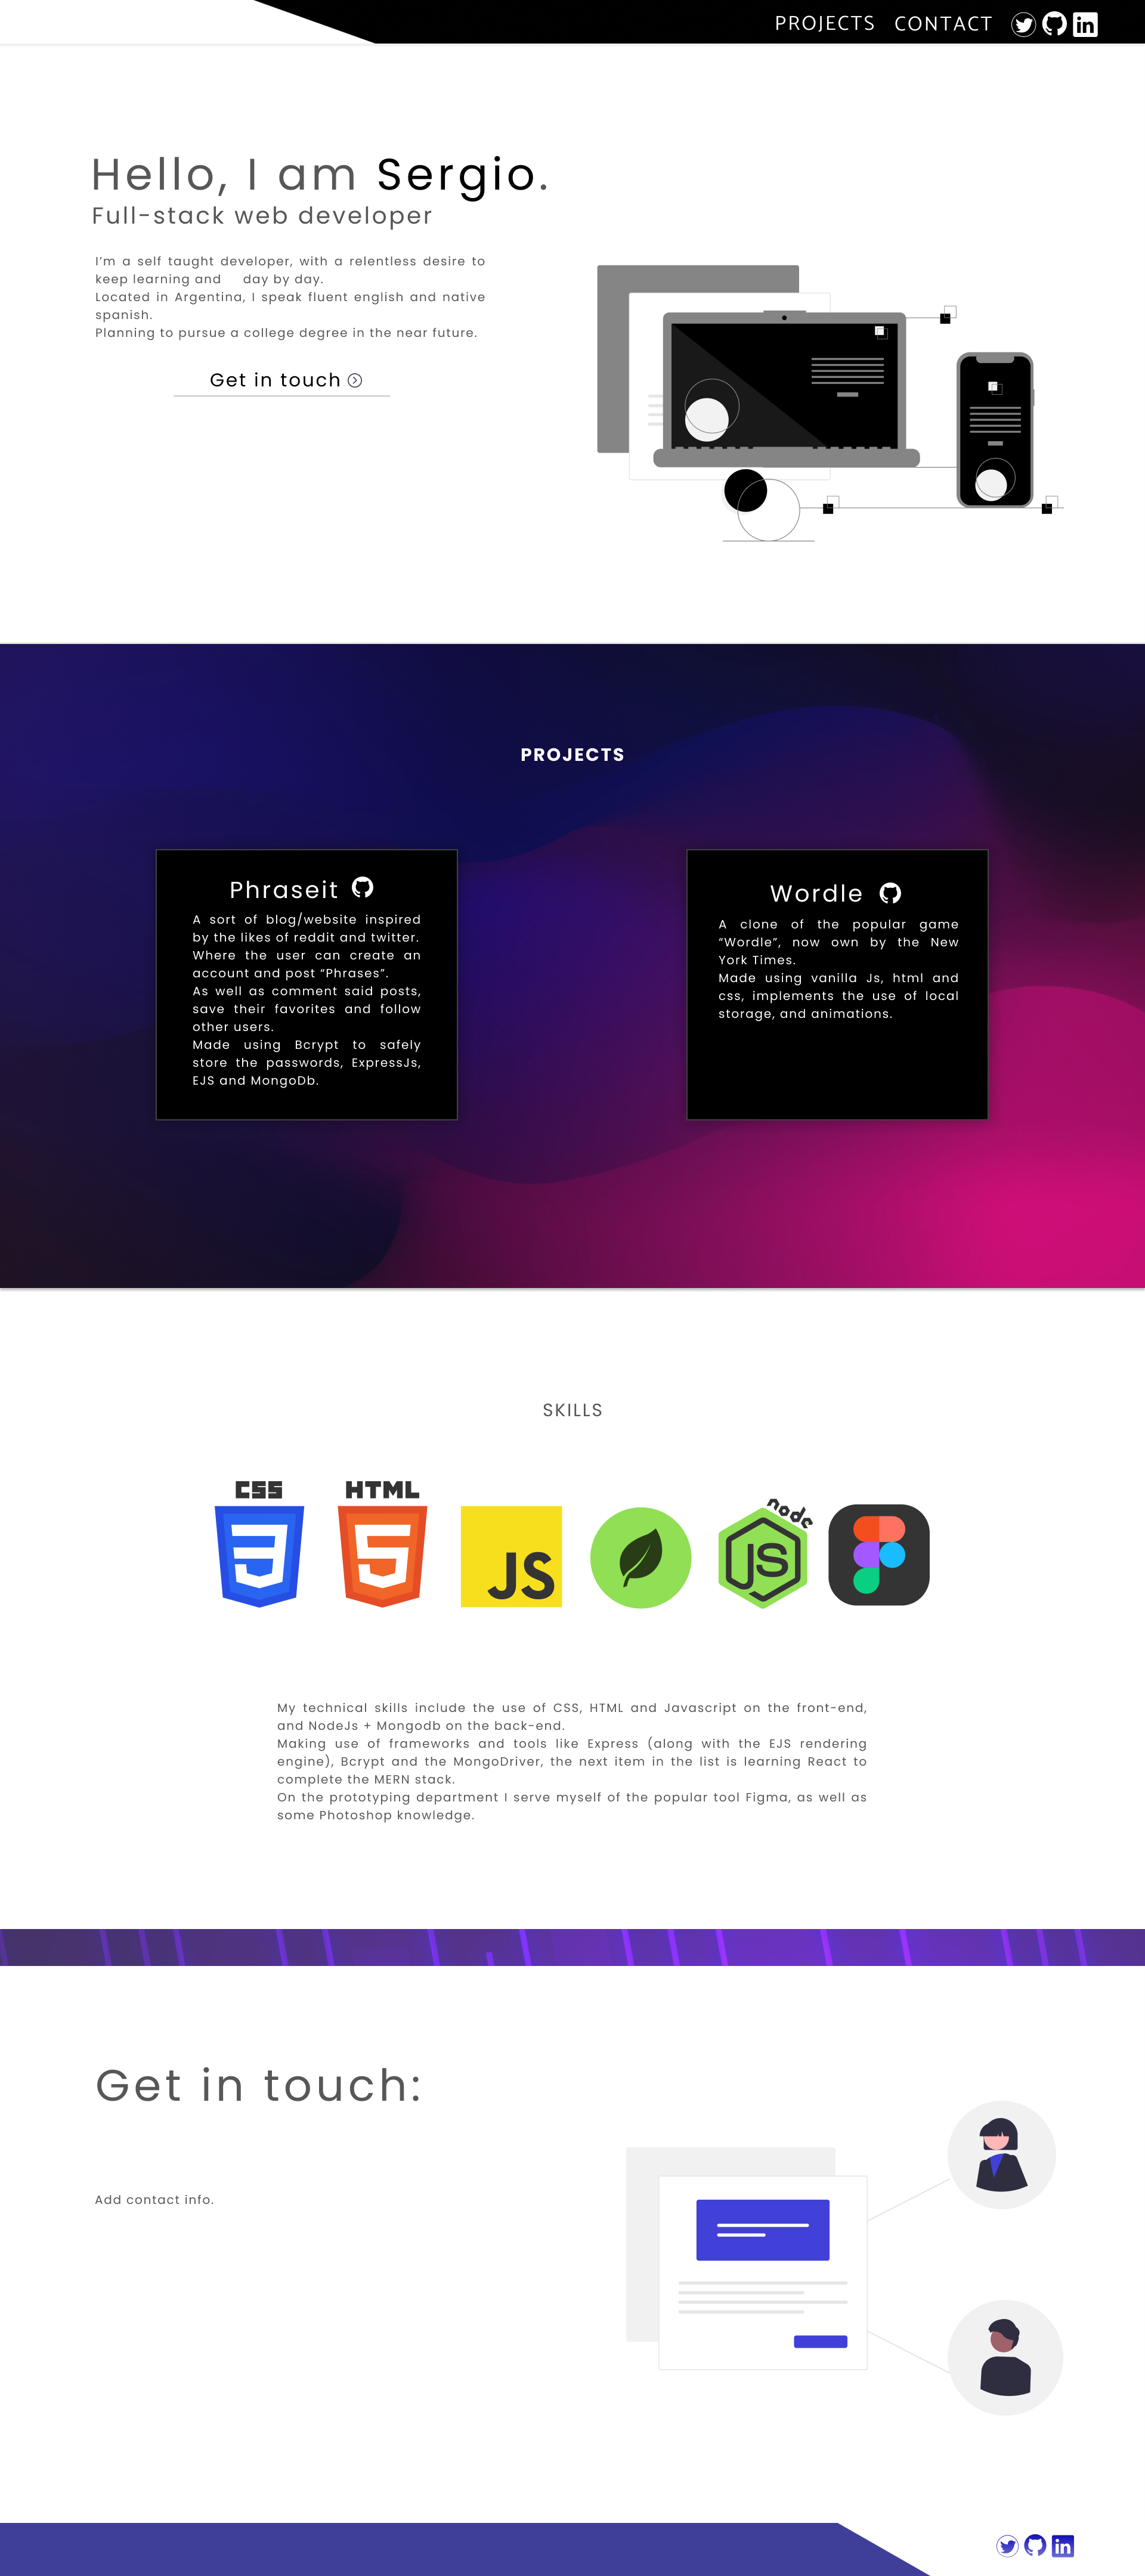 PROJECTS CONTACT in
Hello, I am Sergio.
Full-stack web developer
I'm a self taught developer, with a relentless desire to
keep learning and day by day.
Located in Argentina, I speak fluent english and native
spanish.
Planning to pursue a college degree in the near future.
Get in touch
PROJECTS
Phraseit
A sort of blog/website inspired
by the likes of reddit and twitter.
Where the user can create an
account and post "Phrases".
As well as comment said posts,
save their favorites and follow
other users.
Made using Bcrypt to safely
store the passwords, ExpressJs,
EJS and MongoDb.
Wordle
A clone of the popular game
"Wordle", now own by the New
York Times.
Made using vanilla Js, html and
css, implements the use of local
storage, and animations.
SKILLS
CSS HTML node
3 5 JS JS
My technical skills include the use of CSS, HTML and Javascript on the front-end,
and NodeJs + Mongodb on the back-end.
Making use of frameworks and tools like Express (along with the EJS rendering
engine), Bcrypt and the MongoDriver, the next item in the list is learning React to
complete the MERN stack.
On the prototyping department I serve myself of the popular tool Figma, as well as
some Photoshop knowledge.
Get in touch:
Add contact info.
in